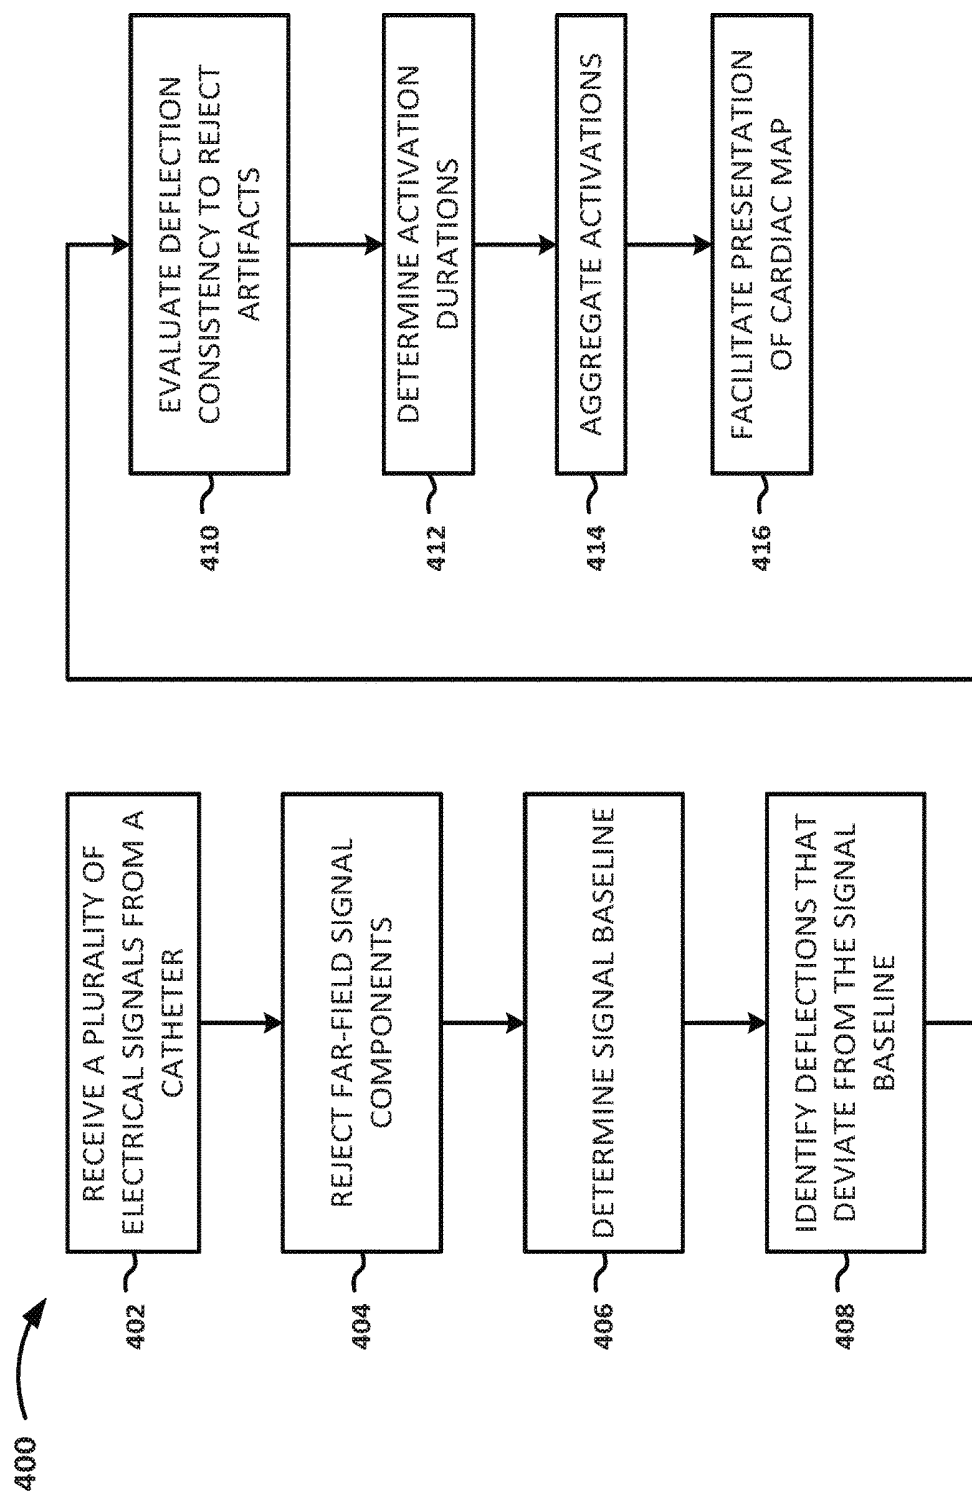 400
402
RECEIVE A PLURALITY OF
ELECTRICAL SIGNALS FROM A
CATHETER
404
REJECT FAR-FIELD SIGNAL
COMPONENTS
406
DETERMINE SIGNAL BASELINE
408
IDENTIFY DEFLECTIONS THAT
DEVIATE FROM THE SIGNAL
BASELINE
410
EVALUATE DEFLECTION
CONSISTENCY TO REJECT
ARTIFACTS
412
DETERMINE ACTIVATION
DURATIONS
414
AGGREGATE ACTIVATIONS
416
FACILITATE PRESENTATION
OF CARDIAC MAP